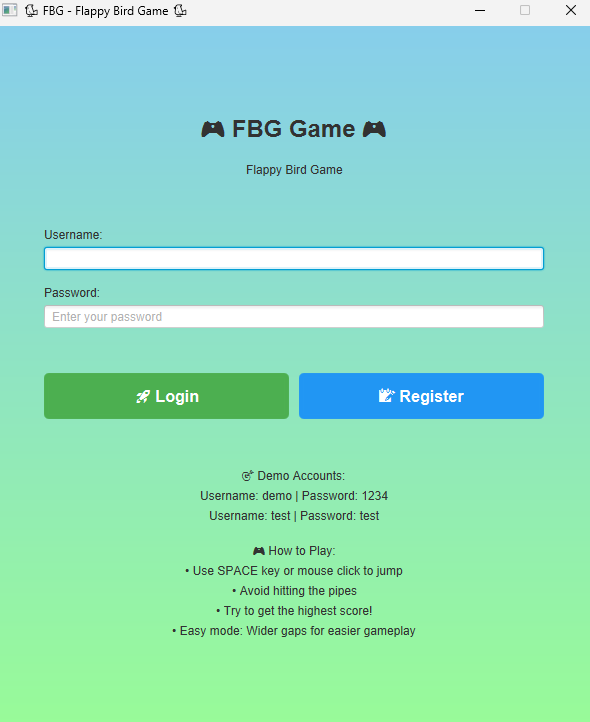 🐦 FBG - Flappy Bird Game 🐦
🎮 FBG Game 🎮
Flappy Bird Game
Username:
Password:
Enter your password
🚀 Login
📝 Register
🎯 Demo Accounts:
Username: demo | Password: 1234
Username: test | Password: test
🎮 How to Play:
• Use SPACE key or mouse click to jump
• Avoid hitting the pipes
• Try to get the highest score!
• Easy mode: Wider gaps for easier gameplay